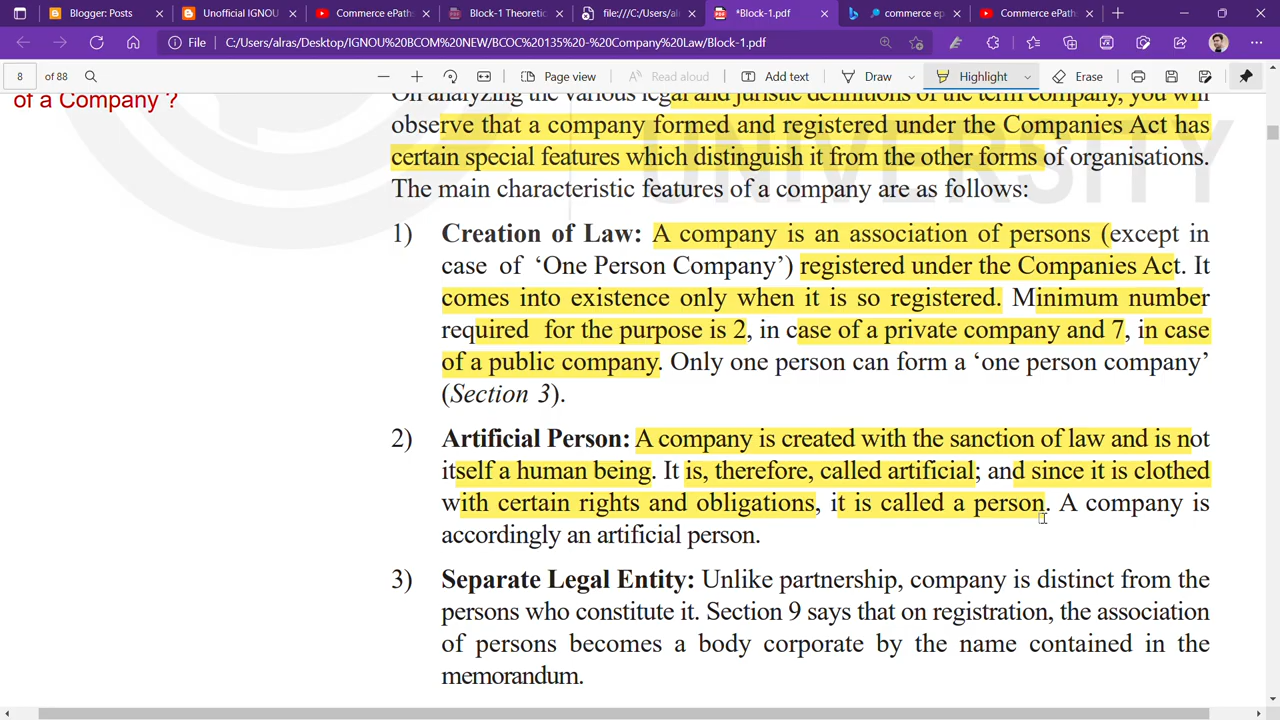 Blogger: Posts
Unofficial IGNOU
Commerce ePath
Block-1 Theoretic
file:///C:/Users/al
*Block-1.pdf
commerce ep
Commerce ePath
File C:/Users/alras/Desktop/IGNOU%20BCOM%20NEW/BCOC%20135%20-%20Company%20Law/Block-1.pdf
8 of 88 Page view Read aloud Add text Draw Highlight Erase
of a Company ?
On analyzing the various legal and juristic definitions of the term company, you will
observe that a company formed and registered under the Companies Act has
certain special features which distinguish it from the other forms of organisations.
The main characteristic features of a company are as follows:
UNIVERSITY
1) Creation of Law: A company is an association of persons (except in
case of ‘One Person Company’) registered under the Companies Act. It
comes into existence only when it is so registered. Minimum number
required for the purpose is 2, in case of a private company and 7, in case
of a public company. Only one person can form a ‘one person company’
(Section 3).
2) Artificial Person: A company is created with the sanction of law and is not
itself a human being. It is, therefore, called artificial; and since it is clothed
with certain rights and obligations, it is called a person. A company is
accordingly an artificial person.
3) Separate Legal Entity: Unlike partnership, company is distinct from the
persons who constitute it. Section 9 says that on registration, the association
of persons becomes a body corporate by the name contained in the
memorandum.